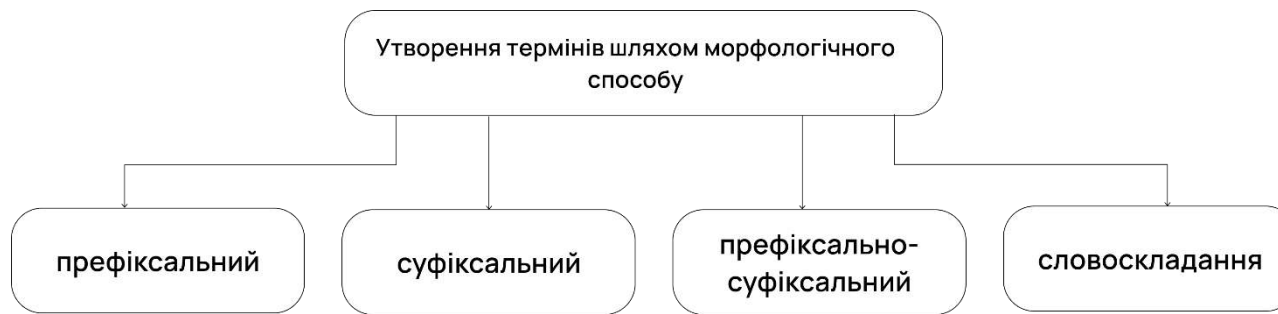 Утворення термінів шляхом морфологічного
способу
префіксальний
суфіксальний
префіксально-
суфіксальний
словоскладання